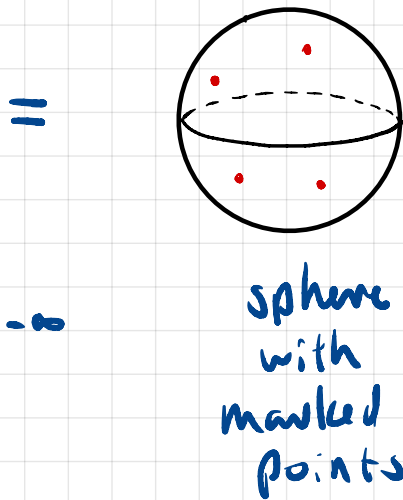 =
-∞
sphere
with
marked
points